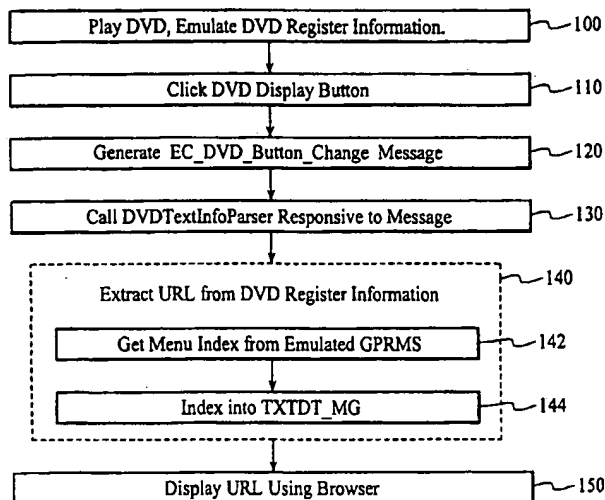 Play DVD, Emulate DVD Register Information.
100
Click DVD Display Button
110
Generate EC_DVD_Button_Change Message
120
Call DVDTextInfoParser Responsive to Message
130
140
Extract URL from DVD Register Information
Get Menu Index from Emulated GPRMS
142
Index into TXTDT_MG
144
Display URL Using Browser
150